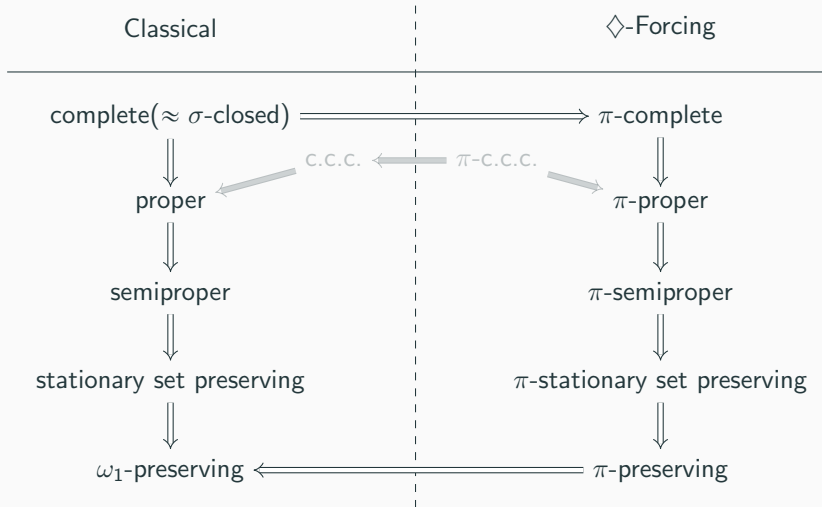 Classical ♢-Forcing
complete(≈ σ-closed) π-complete
c.c.c. π-c.c.c.
proper π-proper
semiproper π-semiproper
stationary set preserving π-stationary set preserving
ω₁-preserving π-preserving